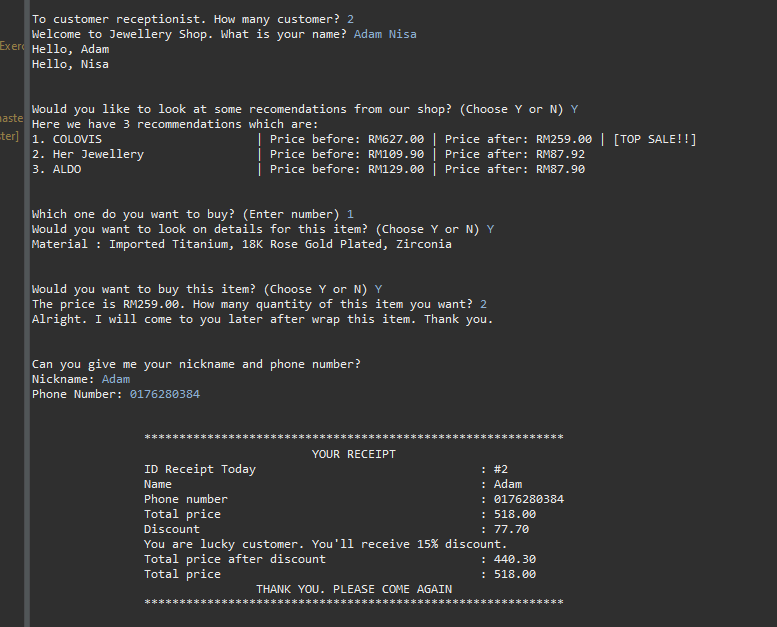 To customer receptionist. How many customer? 2
Welcome to Jewellery Shop. What is your name? Adam Nisa
Hello, Adam
Hello, Nisa
Would you like to look at some recomendations from our shop? (Choose Y or N) Y
Here we have 3 recommendations which are:
1. COLOVIS | Price before: RM627.00 | Price after: RM259.00 | [TOP SALE!!]
2. Her Jewellery | Price before: RM109.90 | Price after: RM87.92
3. ALDO | Price before: RM129.00 | Price after: RM87.90
Which one do you want to buy? (Enter number) 1
Would you want to look on details for this item? (Choose Y or N) Y
Material : Imported Titanium, 18K Rose Gold Plated, Zirconia
Would you want to buy this item? (Choose Y or N) Y
The price is RM259.00. How many quantity of this item you want? 2
Alright. I will come to you later after wrap this item. Thank you.
Can you give me your nickname and phone number?
Nickname: Adam
Phone Number: 0176280384
************************************************************
YOUR RECEIPT
ID Receipt Today : #2
Name : Adam
Phone number : 0176280384
Total price : 518.00
Discount : 77.70
You are lucky customer. You'll receive 15% discount.
Total price after discount : 440.30
Total price : 518.00
THANK YOU. PLEASE COME AGAIN
************************************************************